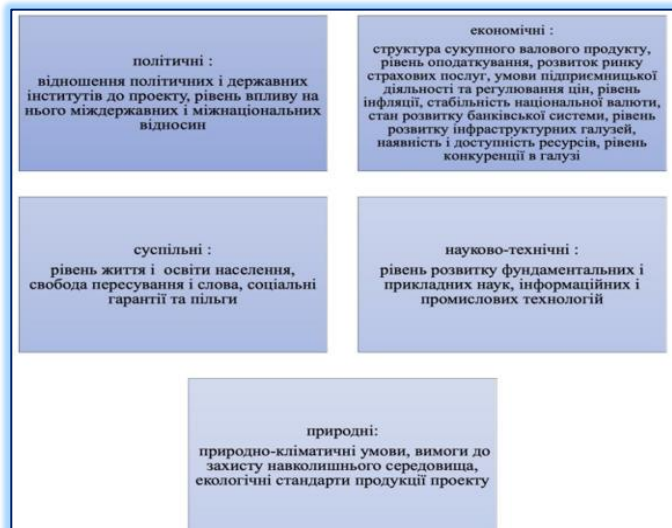 політичні :
відношення політичних і державних
інститутів до проекту, рівень впливу на
нього міждержавних і міжнаціональних
відносин
економічні :
структура сукупного валового продукту,
рівень оподаткування, розвиток ринку
страхових послуг, умови підприємницької
діяльності та регулювання цін, рівень
інфляції, стабільність національної валюти,
стан розвитку банківської системи, рівень
розвитку інфраструктурних галузей,
наявність і доступність ресурсів, рівень
конкуренції в галузі
суспільні :
рівень життя і освіти населення,
свобода пересування і слова, соціальні
гарантії та пільги
науково-технічні :
рівень розвитку фундаментальних і
прикладних наук, інформаційних і
промислових технологій
природні:
природно-кліматичні умови, вимоги до
захисту навколишнього середовища,
екологічні стандарти продукції проекту